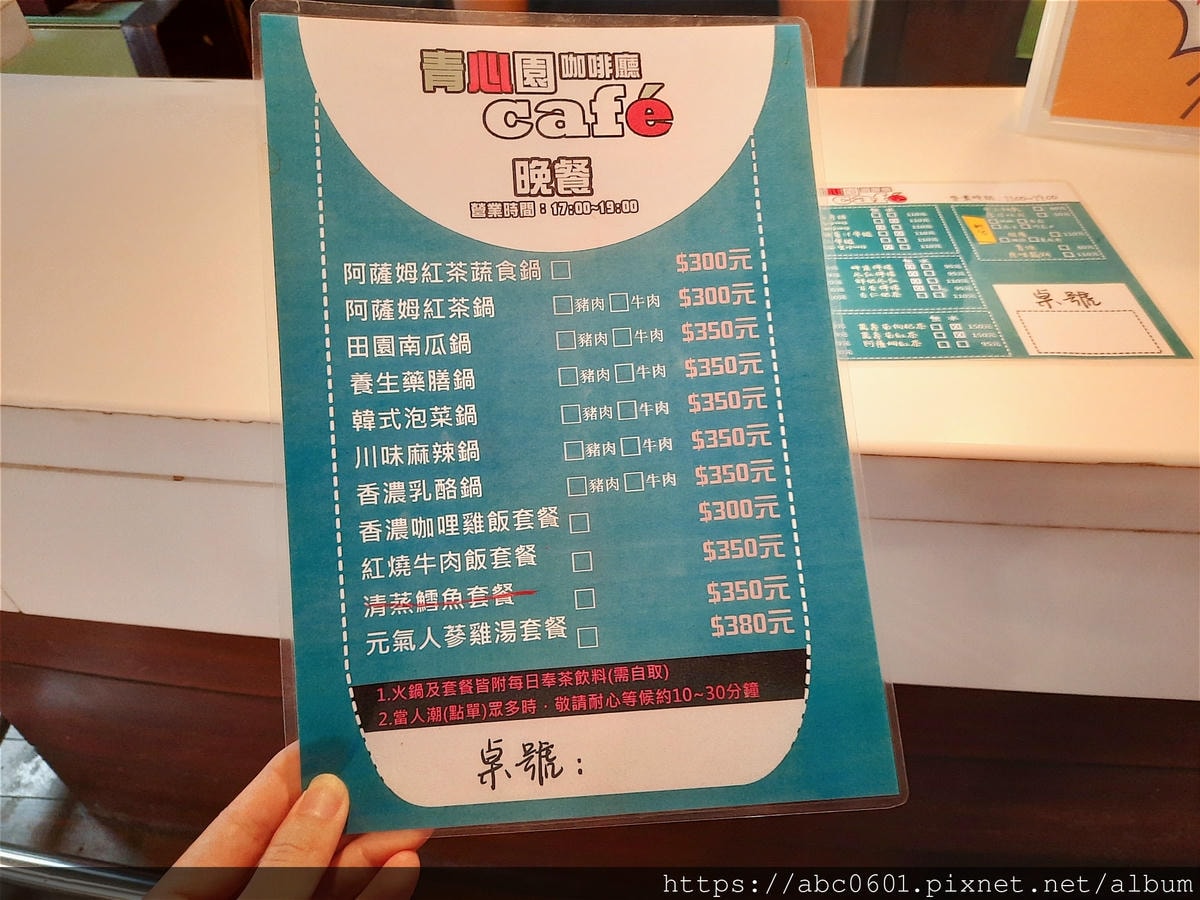 青心園咖啡廳
café
晚餐
營業時間：17:00~19:00
阿薩姆紅茶蔬食鍋 □ $300元
阿薩姆紅茶鍋 □豬肉 □牛肉 $300元
田園南瓜鍋 □豬肉 □牛肉 $350元
養生藥膳鍋 □豬肉 □牛肉 $350元
韓式泡菜鍋 □豬肉 □牛肉 $350元
川味麻辣鍋 □豬肉 □牛肉 $350元
香濃乳酪鍋 □豬肉 □牛肉 $350元
香濃咖哩雞飯套餐 □ $300元
紅燒牛肉飯套餐 □ $350元
清蒸鱈魚套餐 □ $350元
元氣人蔘雞湯套餐 □ $380元
1.火鍋及套餐皆附每日奉茶飲料(需自取)
2.當人潮(點單)眾多時，敬請耐心等候約10~30分鐘
桌號：
桌號
https://abc0601.pixnet.net/album